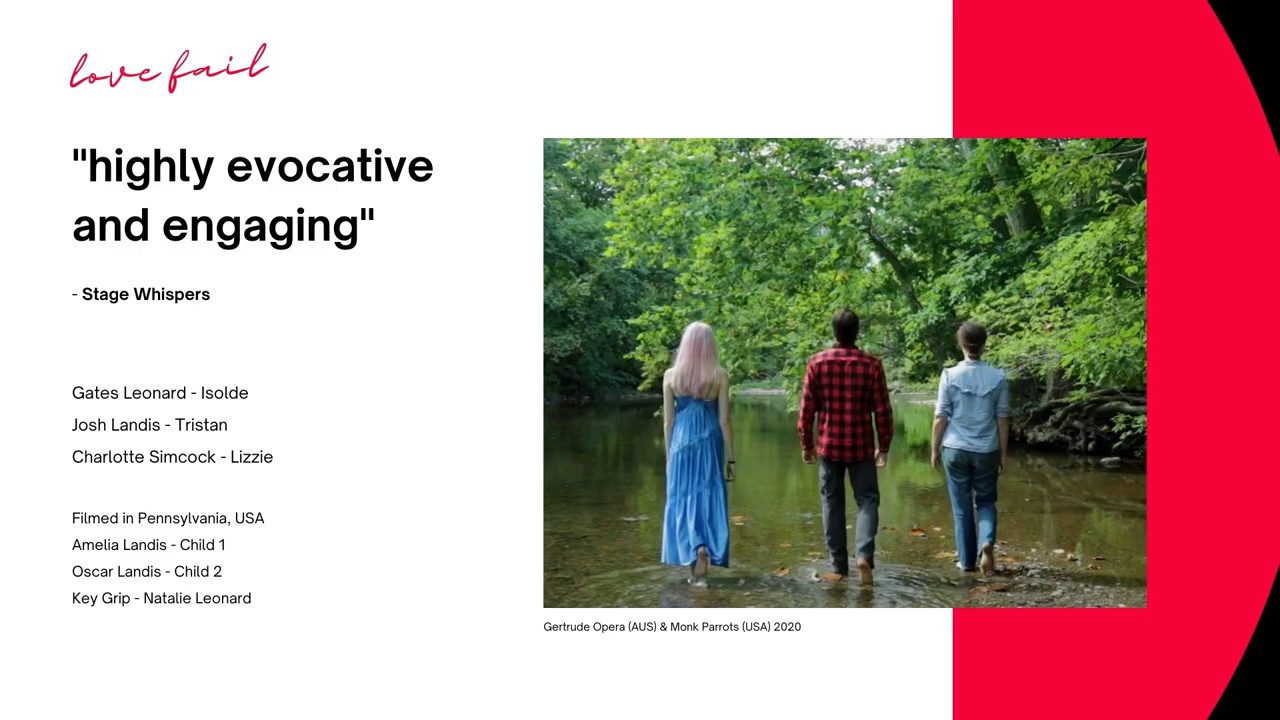 love fail
"highly evocative
and engaging"
- Stage Whispers
Gates Leonard - Isolde
Josh Landis - Tristan
Charlotte Simcock - Lizzie
Filmed in Pennsylvania, USA
Amelia Landis - Child 1
Oscar Landis - Child 2
Key Grip - Natalie Leonard
Gertrude Opera (AUS) & Monk Parrots (USA) 2020